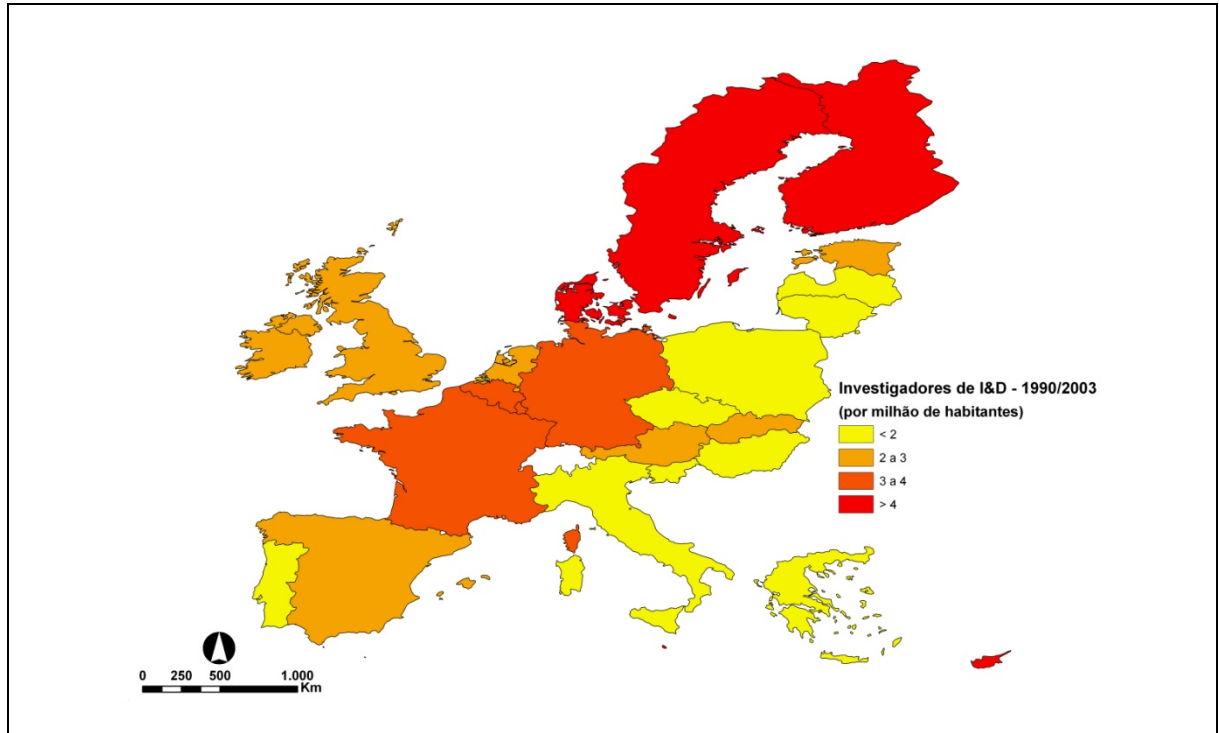 Investigadores de I&D - 1990/2003
(por milhão de habitantes)
< 2
2 a 3
3 a 4
> 4
0 250 500 1.000
Km